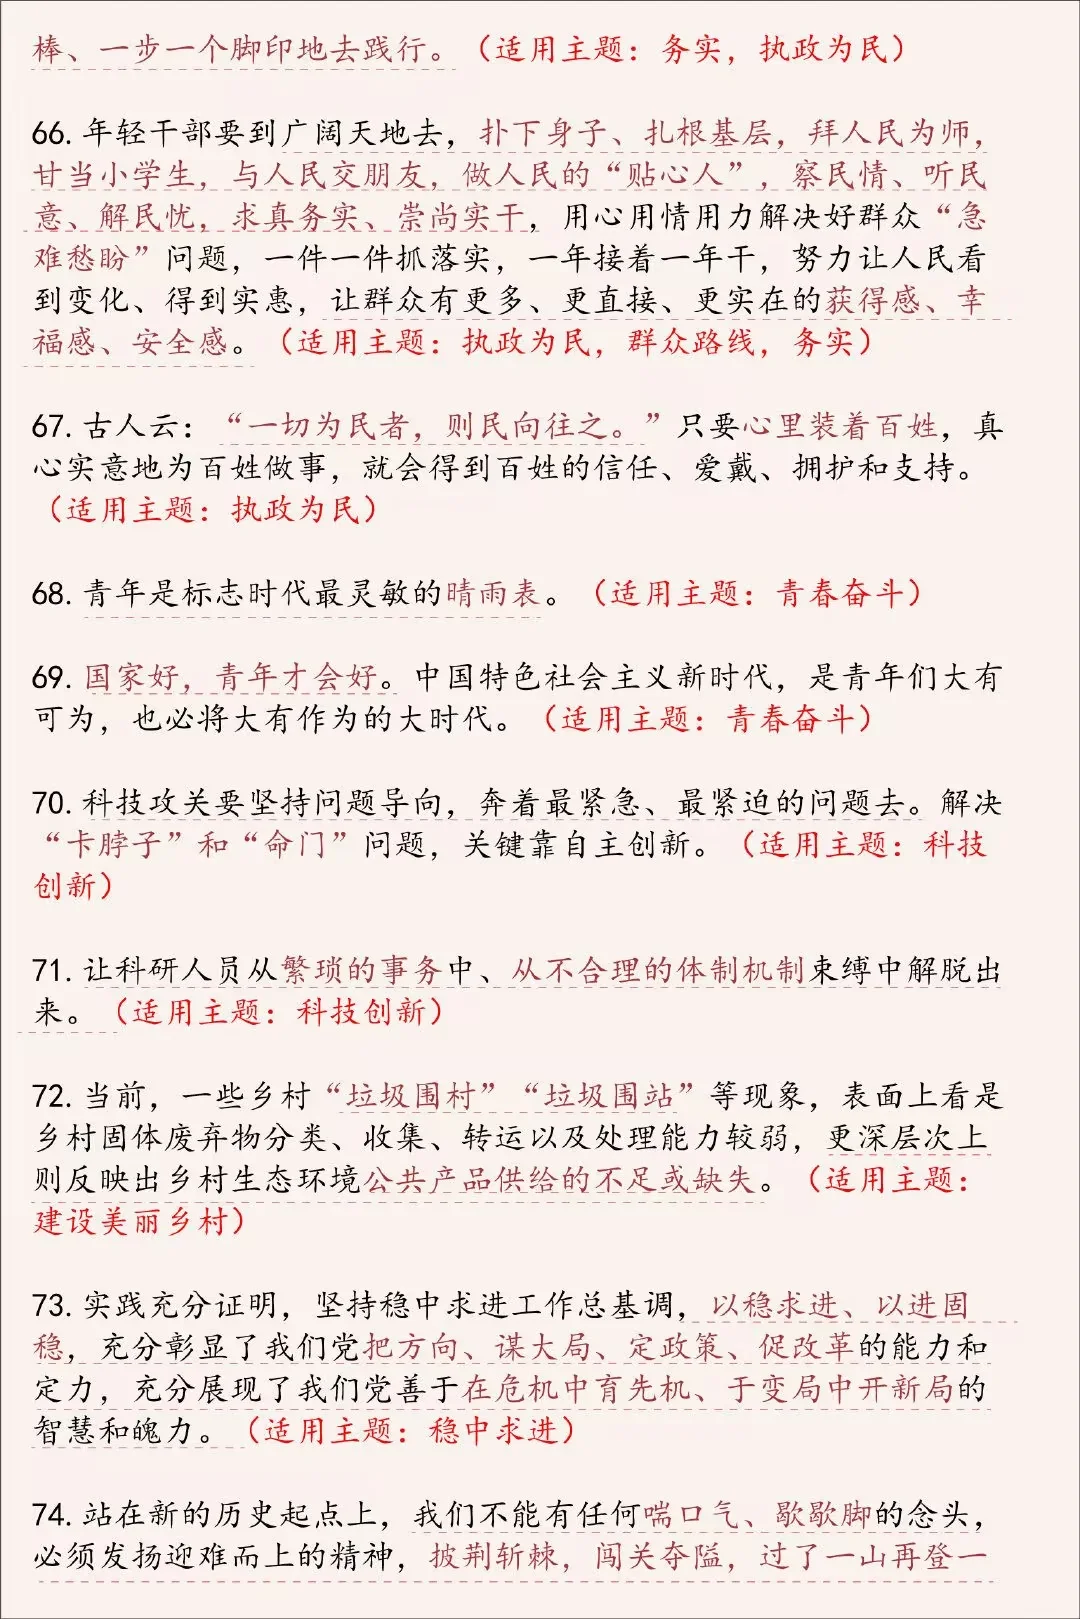 棒、一步一个脚印地去践行。（适用主题：务实，执政为民）
66. 年轻干部要到广阔天地去，扑下身子、扎根基层，拜人民为师，
甘当小学生，与人民交朋友，做人民的“贴心人”，察民情、听民
意、解民忧，求真务实、崇尚实干，用心用情用力解决好群众“急
难愁盼”问题，一件一件抓落实，一年接着一年干，努力让人民看
到变化、得到实惠，让群众有更多、更直接、更实在的获得感、幸
福感、安全感。（适用主题：执政为民，群众路线，务实）
67. 古人云：“一切为民者，则民向往之。”只要心里装着百姓，真
心实意地为百姓做事，就会得到百姓的信任、爱戴、拥护和支持。
（适用主题：执政为民）
68. 青年是标志时代最灵敏的晴雨表。（适用主题：青春奋斗）
69. 国家好，青年才会好。中国特色社会主义新时代，是青年们大有
可为，也必将大有作为的大时代。（适用主题：青春奋斗）
70. 科技攻关要坚持问题导向，奔着最紧急、最紧迫的问题去。解决
“卡脖子”和“命门”问题，关键靠自主创新。（适用主题：科技
创新）
71. 让科研人员从繁琐的事务中、从不合理的体制机制束缚中解脱出
来。（适用主题：科技创新）
72. 当前，一些乡村“垃圾围村”“垃圾围站”等现象，表面上看是
乡村固体废弃物分类、收集、转运以及处理能力较弱，更深层次上
则反映出乡村生态环境公共产品供给的不足或缺失。（适用主题：
建设美丽乡村）
73. 实践充分证明，坚持稳中求进工作总基调，以稳求进、以进固
稳，充分彰显了我们党把方向、谋大局、定政策、促改革的能力和
定力，充分展现了我们党善于在危机中育先机、于变局中开新局的
智慧和魄力。（适用主题：稳中求进）
74. 站在新的历史起点上，我们不能有任何喘口气、歇歇脚的念头，
必须发扬迎难而上的精神，披荆斩棘，闯关夺隘，过了一山再登一